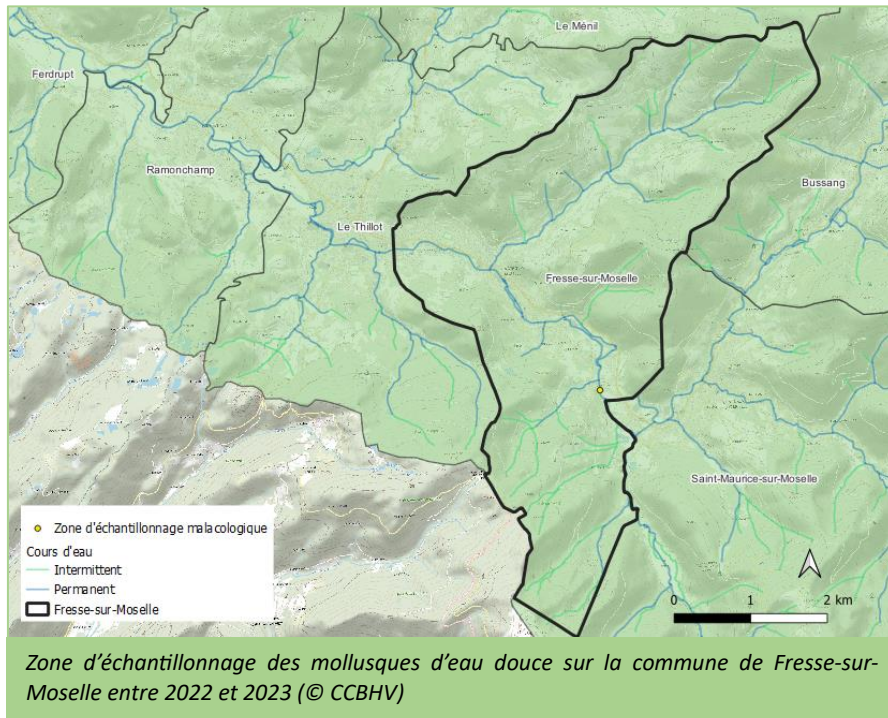 Le Ménil
Ferdrupt
Ramonchamp
Bussang
Le Thillot
Fresse-sur-Moselle
Saint-Maurice-sur-Moselle
Zone d'échantillonnage malacologique
Cours d'eau
Intermittent
Permanent
Fresse-sur-Moselle
0 1 2 km
Zone d'échantillonnage des mollusques d'eau douce sur la commune de Fresse-sur-
Moselle entre 2022 et 2023 (© CCBHV)